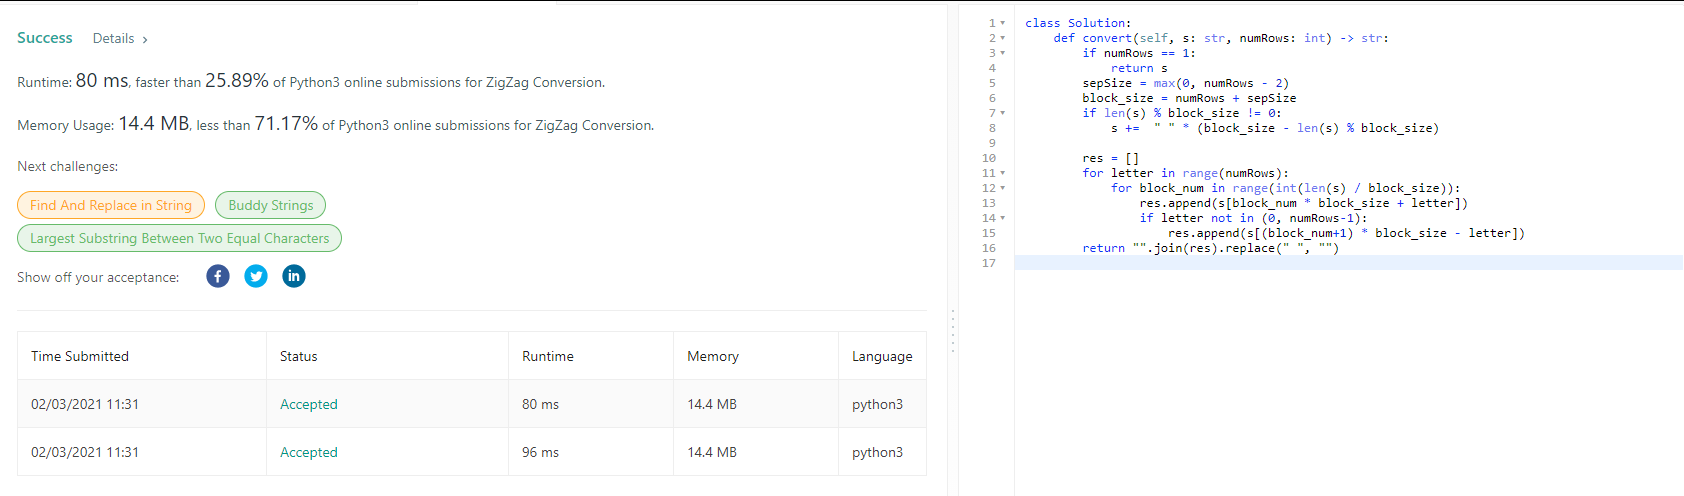 Success Details >
Runtime: 80 ms, faster than 25.89% of Python3 online submissions for ZigZag Conversion.
Memory Usage: 14.4 MB, less than 71.17% of Python3 online submissions for ZigZag Conversion.
Next challenges:
Find And Replace in String Buddy Strings
Largest Substring Between Two Equal Characters
Show off your acceptance: f in
Time Submitted Status Runtime Memory Language
02/03/2021 11:31 Accepted 80 ms 14.4 MB python3
02/03/2021 11:31 Accepted 96 ms 14.4 MB python3
1 class Solution:
2     def convert(self, s: str, numRows: int) -> str:
3         if numRows == 1:
4             return s
5         sepSize = max(0, numRows - 2)
6         block_size = numRows + sepSize
7         if len(s) % block_size != 0:
8             s +=  " " * (block_size - len(s) % block_size)
9
10         res = []
11         for letter in range(numRows):
12             for block_num in range(int(len(s) / block_size)):
13                 res.append(s[block_num * block_size + letter])
14                 if letter not in (0, numRows-1):
15                     res.append(s[(block_num+1) * block_size - letter])
16         return "".join(res).replace(" ", "")
17